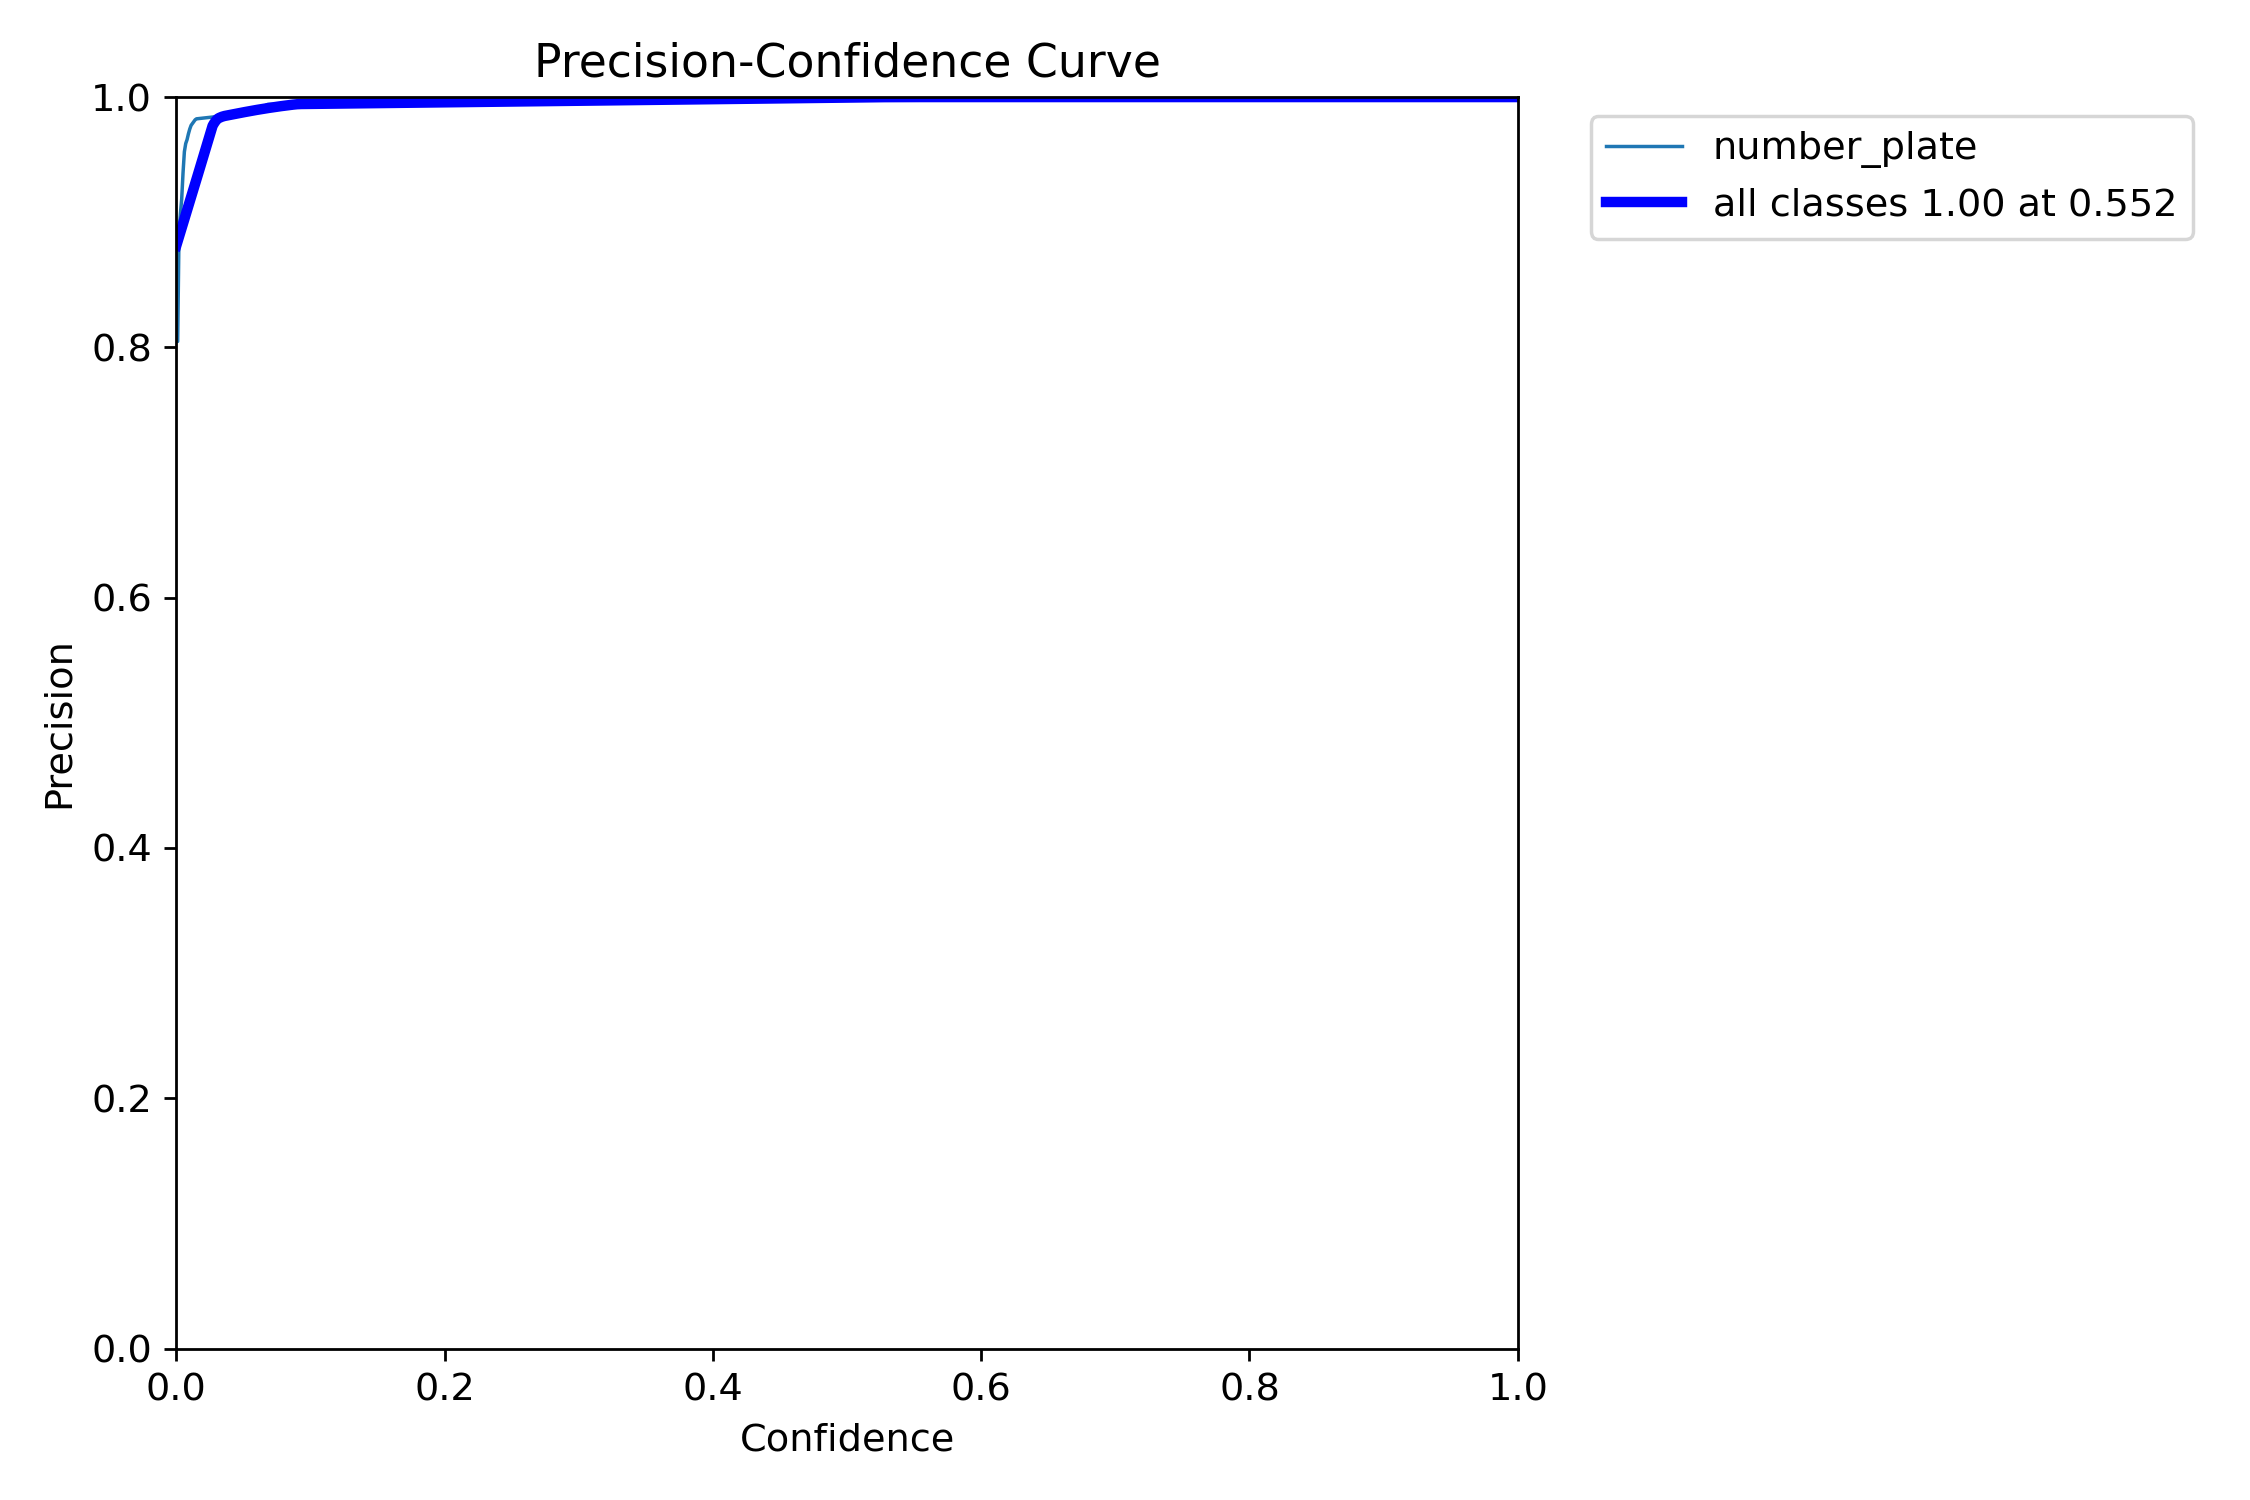 Precision-Confidence Curve
1.0
0.8
0.6
0.4
0.2
0.0
Precision
0.0 0.2 0.4 0.6 0.8 1.0
Confidence
number_plate
all classes 1.00 at 0.552